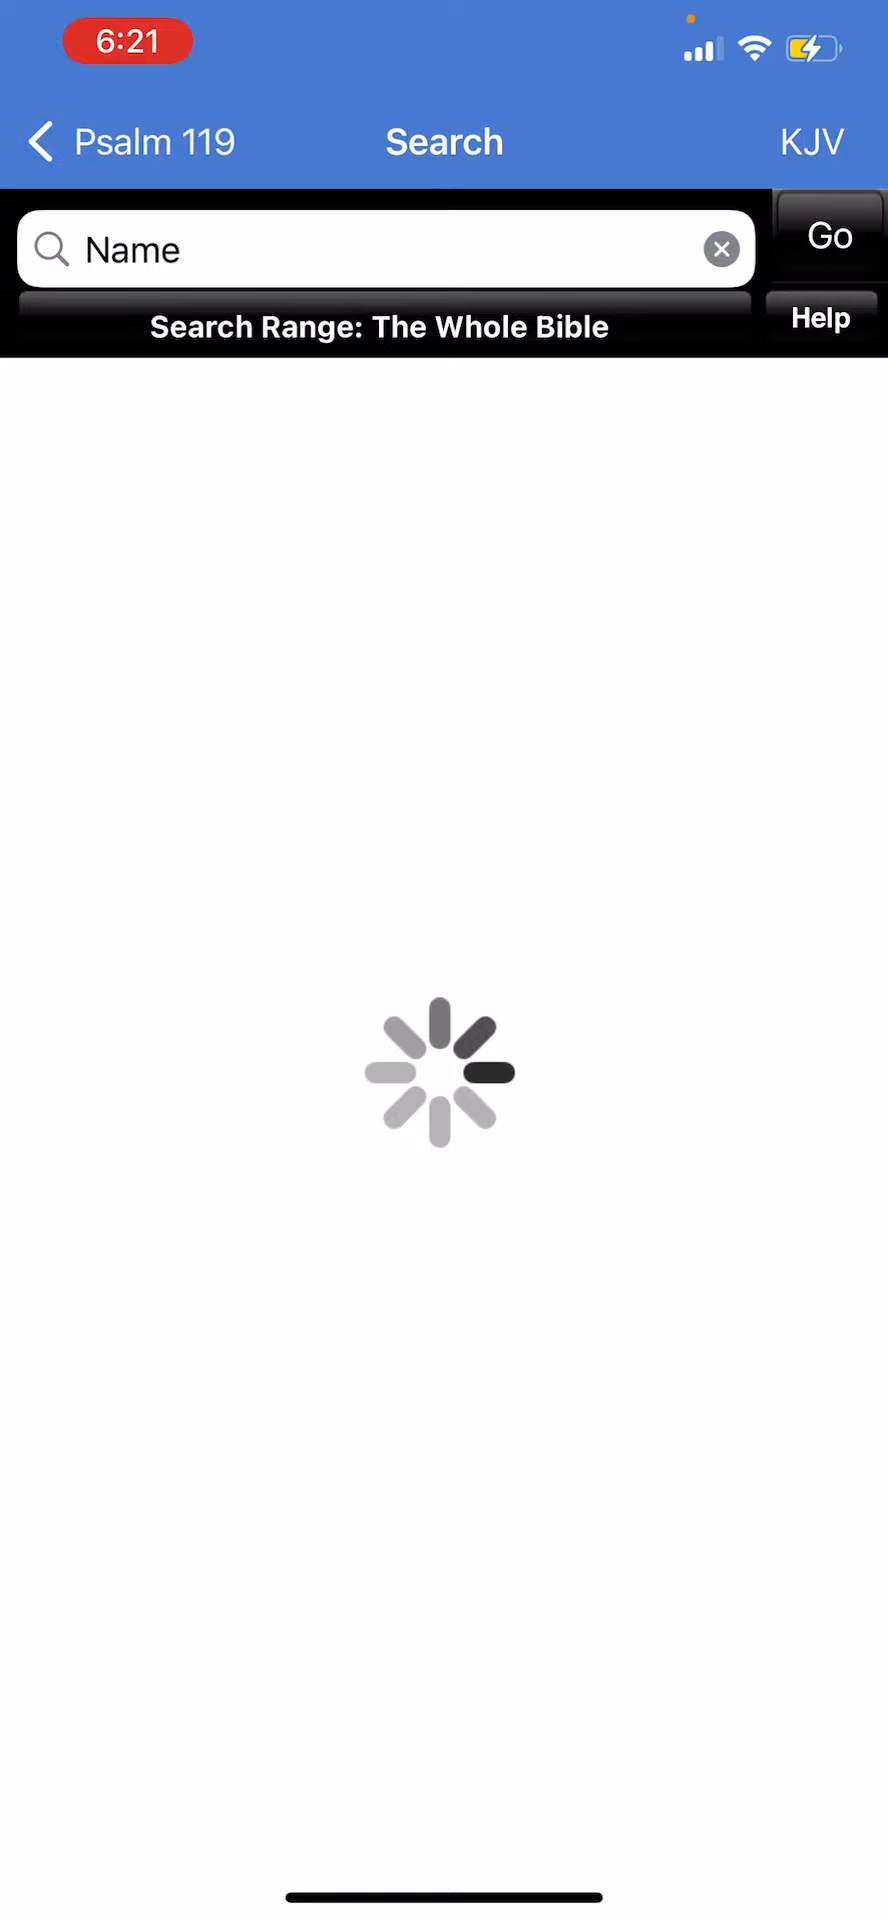 6:21
Psalm 119
Search
KJV
Name
Go
Search Range: The Whole Bible
Help